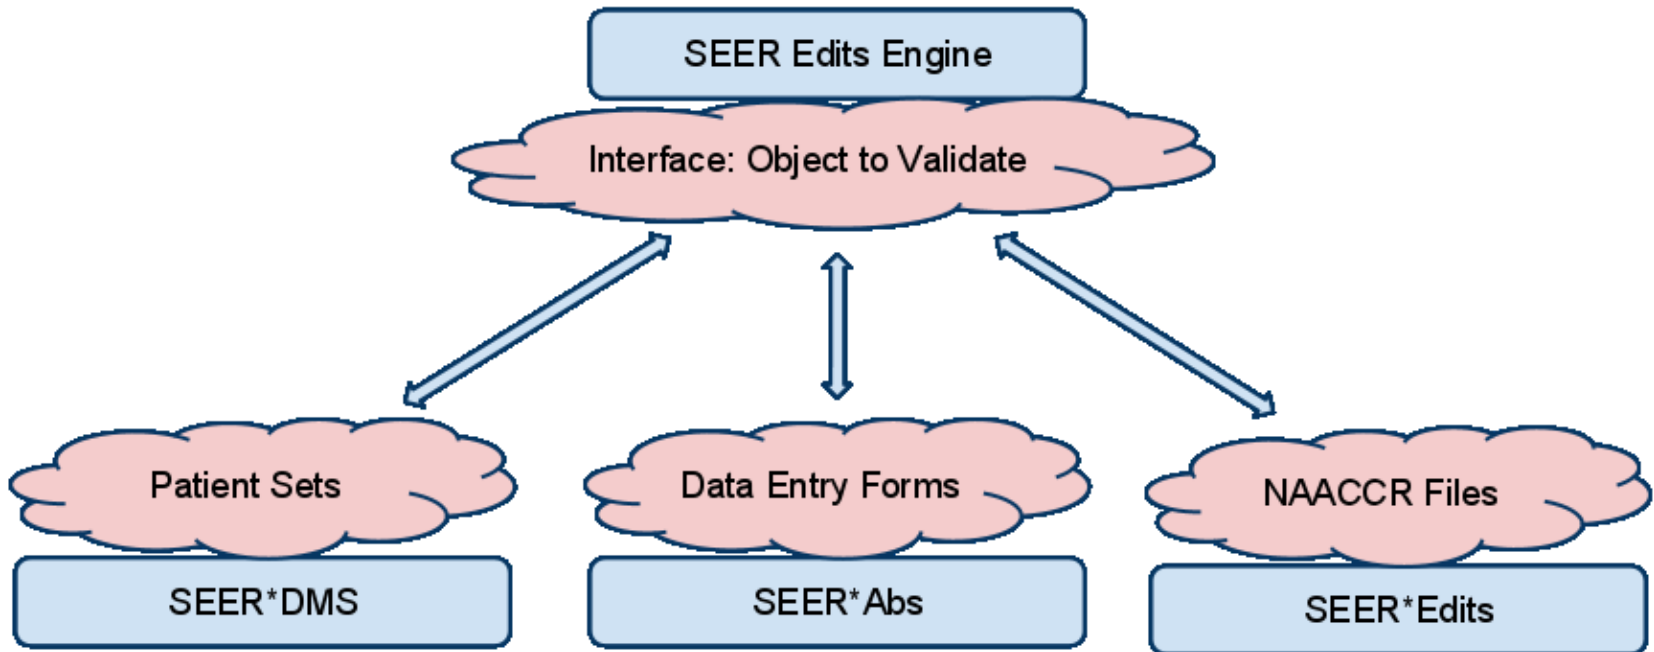 SEER Edits Engine
Interface: Object to Validate
Patient Sets
Data Entry Forms
NAACCR Files
SEER*DMS
SEER*Abs
SEER*Edits